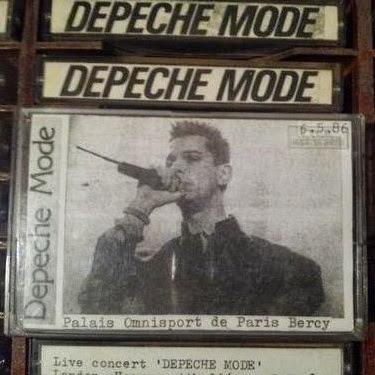 DEPECHE MODE
DEPECHE MODE
6.5.86
Depeche Mode
Palais Omnisport de Paris Bercy
Live concert 'DEPECHE MODE'